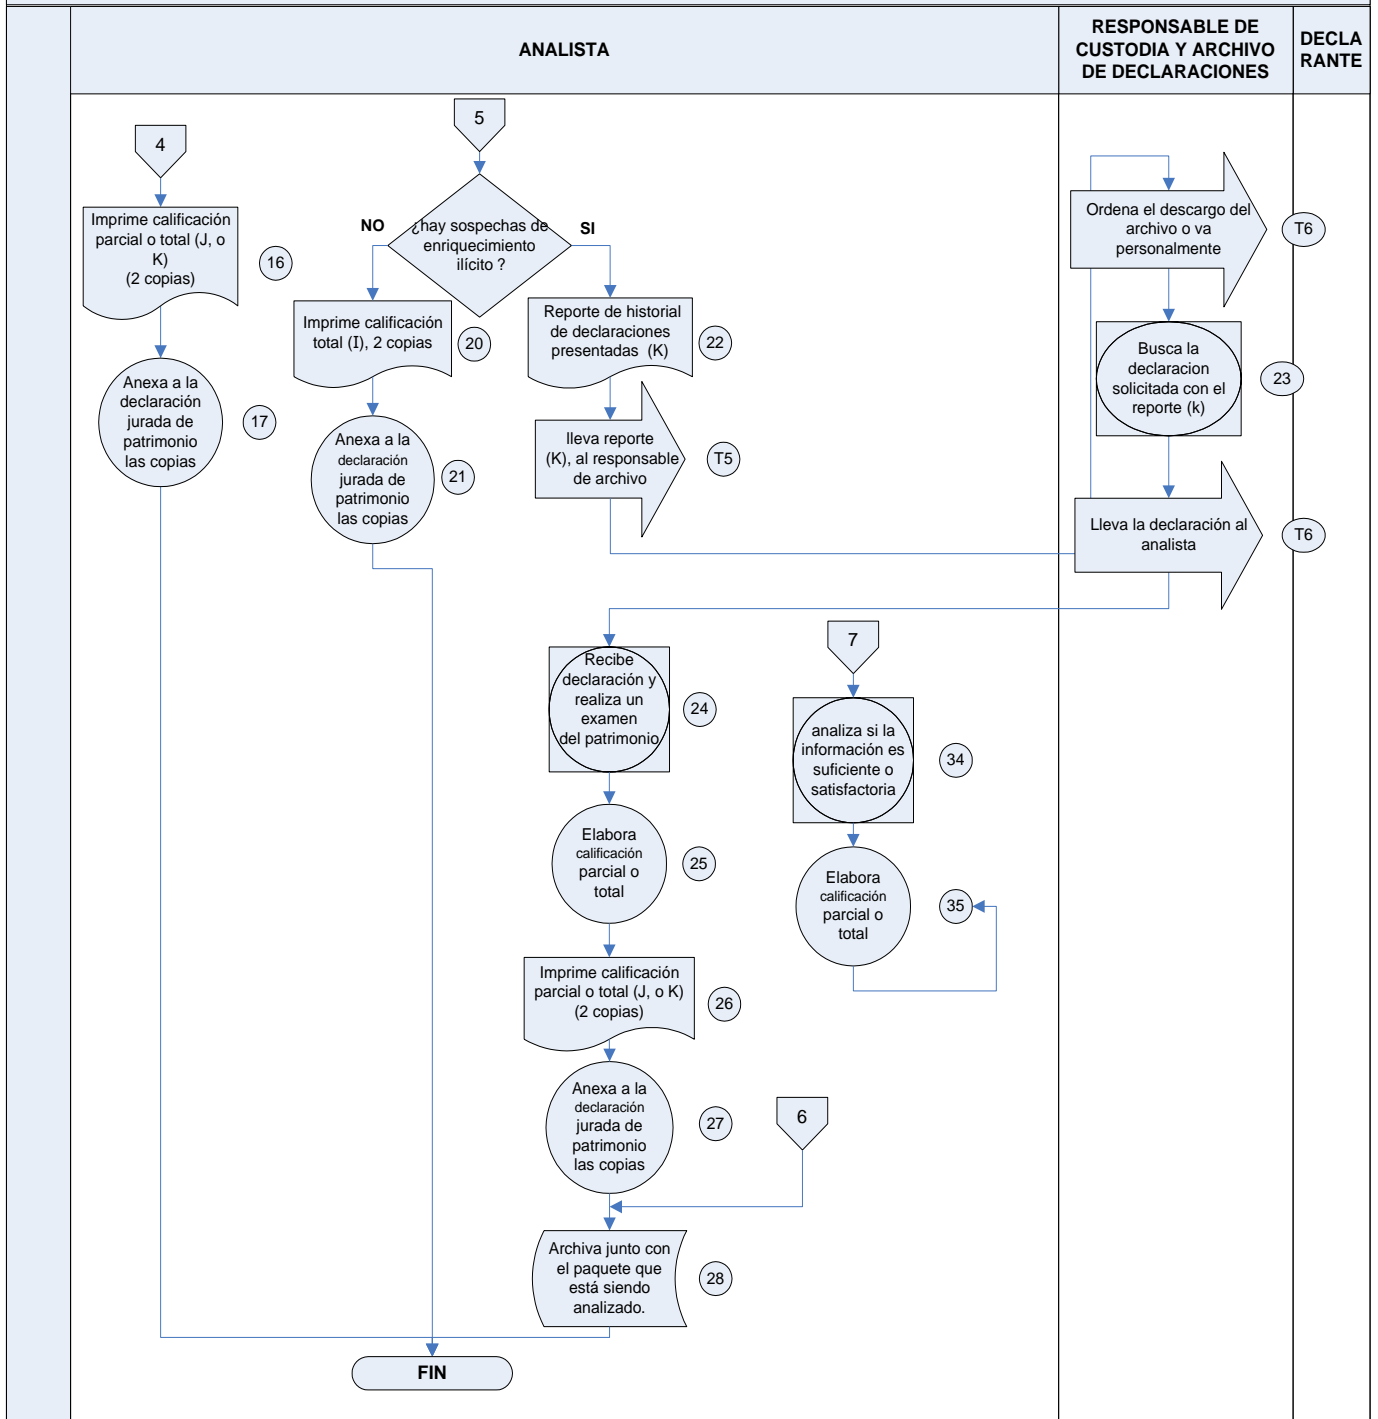 ANALISTA
RESPONSABLE DE
CUSTODIA Y ARCHIVO
DE DECLARACIONES
DECLA
RANTE
4
Imprime calificación
parcial o total (J, o
K)
(2 copias)
16
Anexa a la
declaración
jurada de
patrimonio
las copias
17
5
¿hay sospechas de
enriquecimiento
ilícito ?
NO
SI
Imprime calificación
total (I), 2 copias
20
Anexa a la
declaración
jurada de
patrimonio
las copias
21
Reporte de historial
de declaraciones
presentadas (K)
22
lleva reporte
(K), al responsable
de archivo
T5
Ordena el descargo del
archivo o va
personalmente
T6
Busca la
declaracion
solicitada con el
reporte (k)
23
Lleva la declaración al
analista
T6
Recibe
declaración y
realiza un
examen
del patrimonio
24
Elabora
calificación
parcial o
total
25
Imprime calificación
parcial o total (J, o K)
(2 copias)
26
Anexa a la
declaración
jurada de
patrimonio
las copias
27
6
Archiva junto con
el paquete que
está siendo
analizado.
28
7
analiza si la
información es
suficiente o
satisfactoria
34
Elabora
calificación
parcial o
total
35
FIN